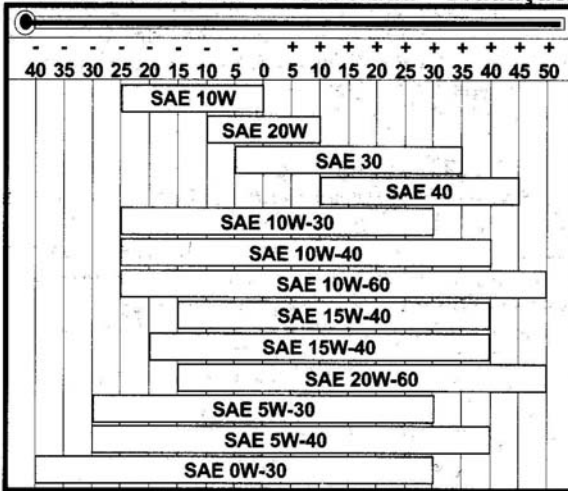 - - - - - - - - + + + + + + + + + +
40 35 30 25 20 15 10 5 0 5 10 15 20 25 30 35 40 45 50
SAE 10W
SAE 20W
SAE 30
SAE 40
SAE 10W-30
SAE 10W-40
SAE 10W-60
SAE 15W-40
SAE 15W-40
SAE 20W-60
SAE 5W-30
SAE 5W-40
SAE 0W-30